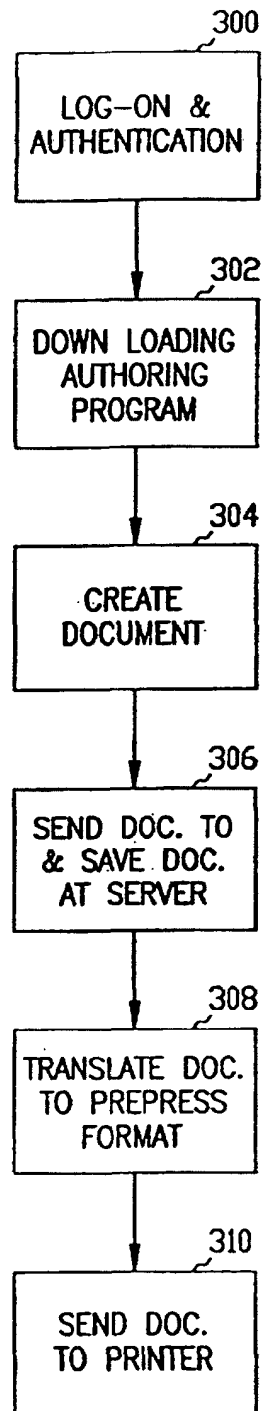 300
LOG-ON &
AUTHENTICATION
302
DOWN LOADING
AUTHORING
PROGRAM
304
CREATE
DOCUMENT
306
SEND DOC. TO
& SAVE DOC.
AT SERVER
308
TRANSLATE DOC.
TO PREPRESS
FORMAT
310
SEND DOC.
TO PRINTER